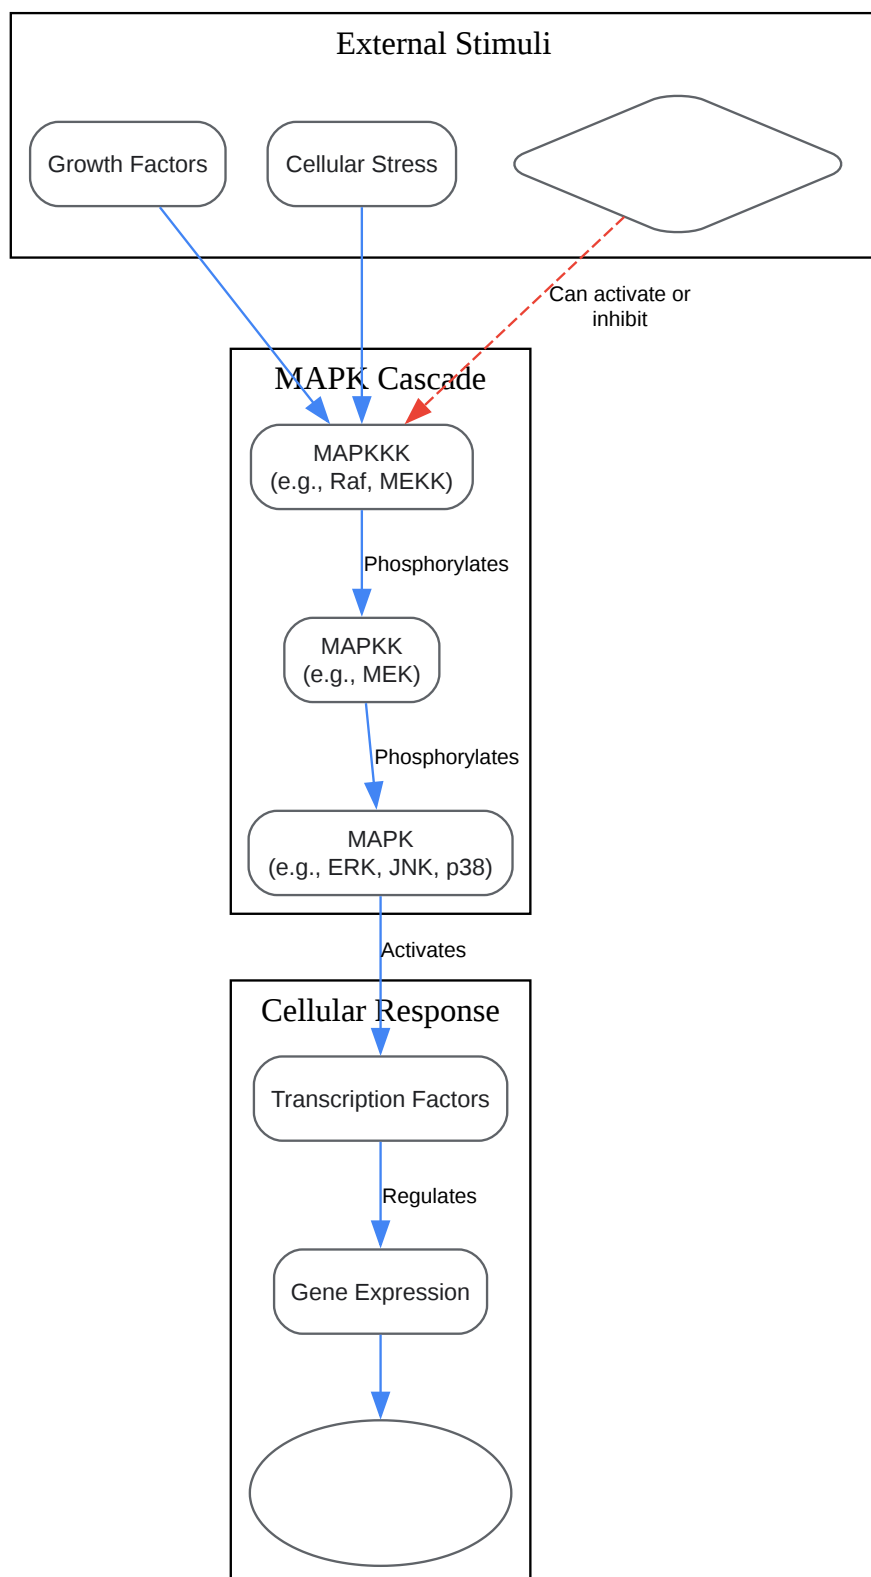 External Stimuli
Growth Factors
Cellular Stress
Can activate or
inhibit
MAPK Cascade
MAPKKK
(e.g., Raf, MEKK)
Phosphorylates
MAPKK
(e.g., MEK)
Phosphorylates
MAPK
(e.g., ERK, JNK, p38)
Activates
Cellular Response
Transcription Factors
Regulates
Gene Expression